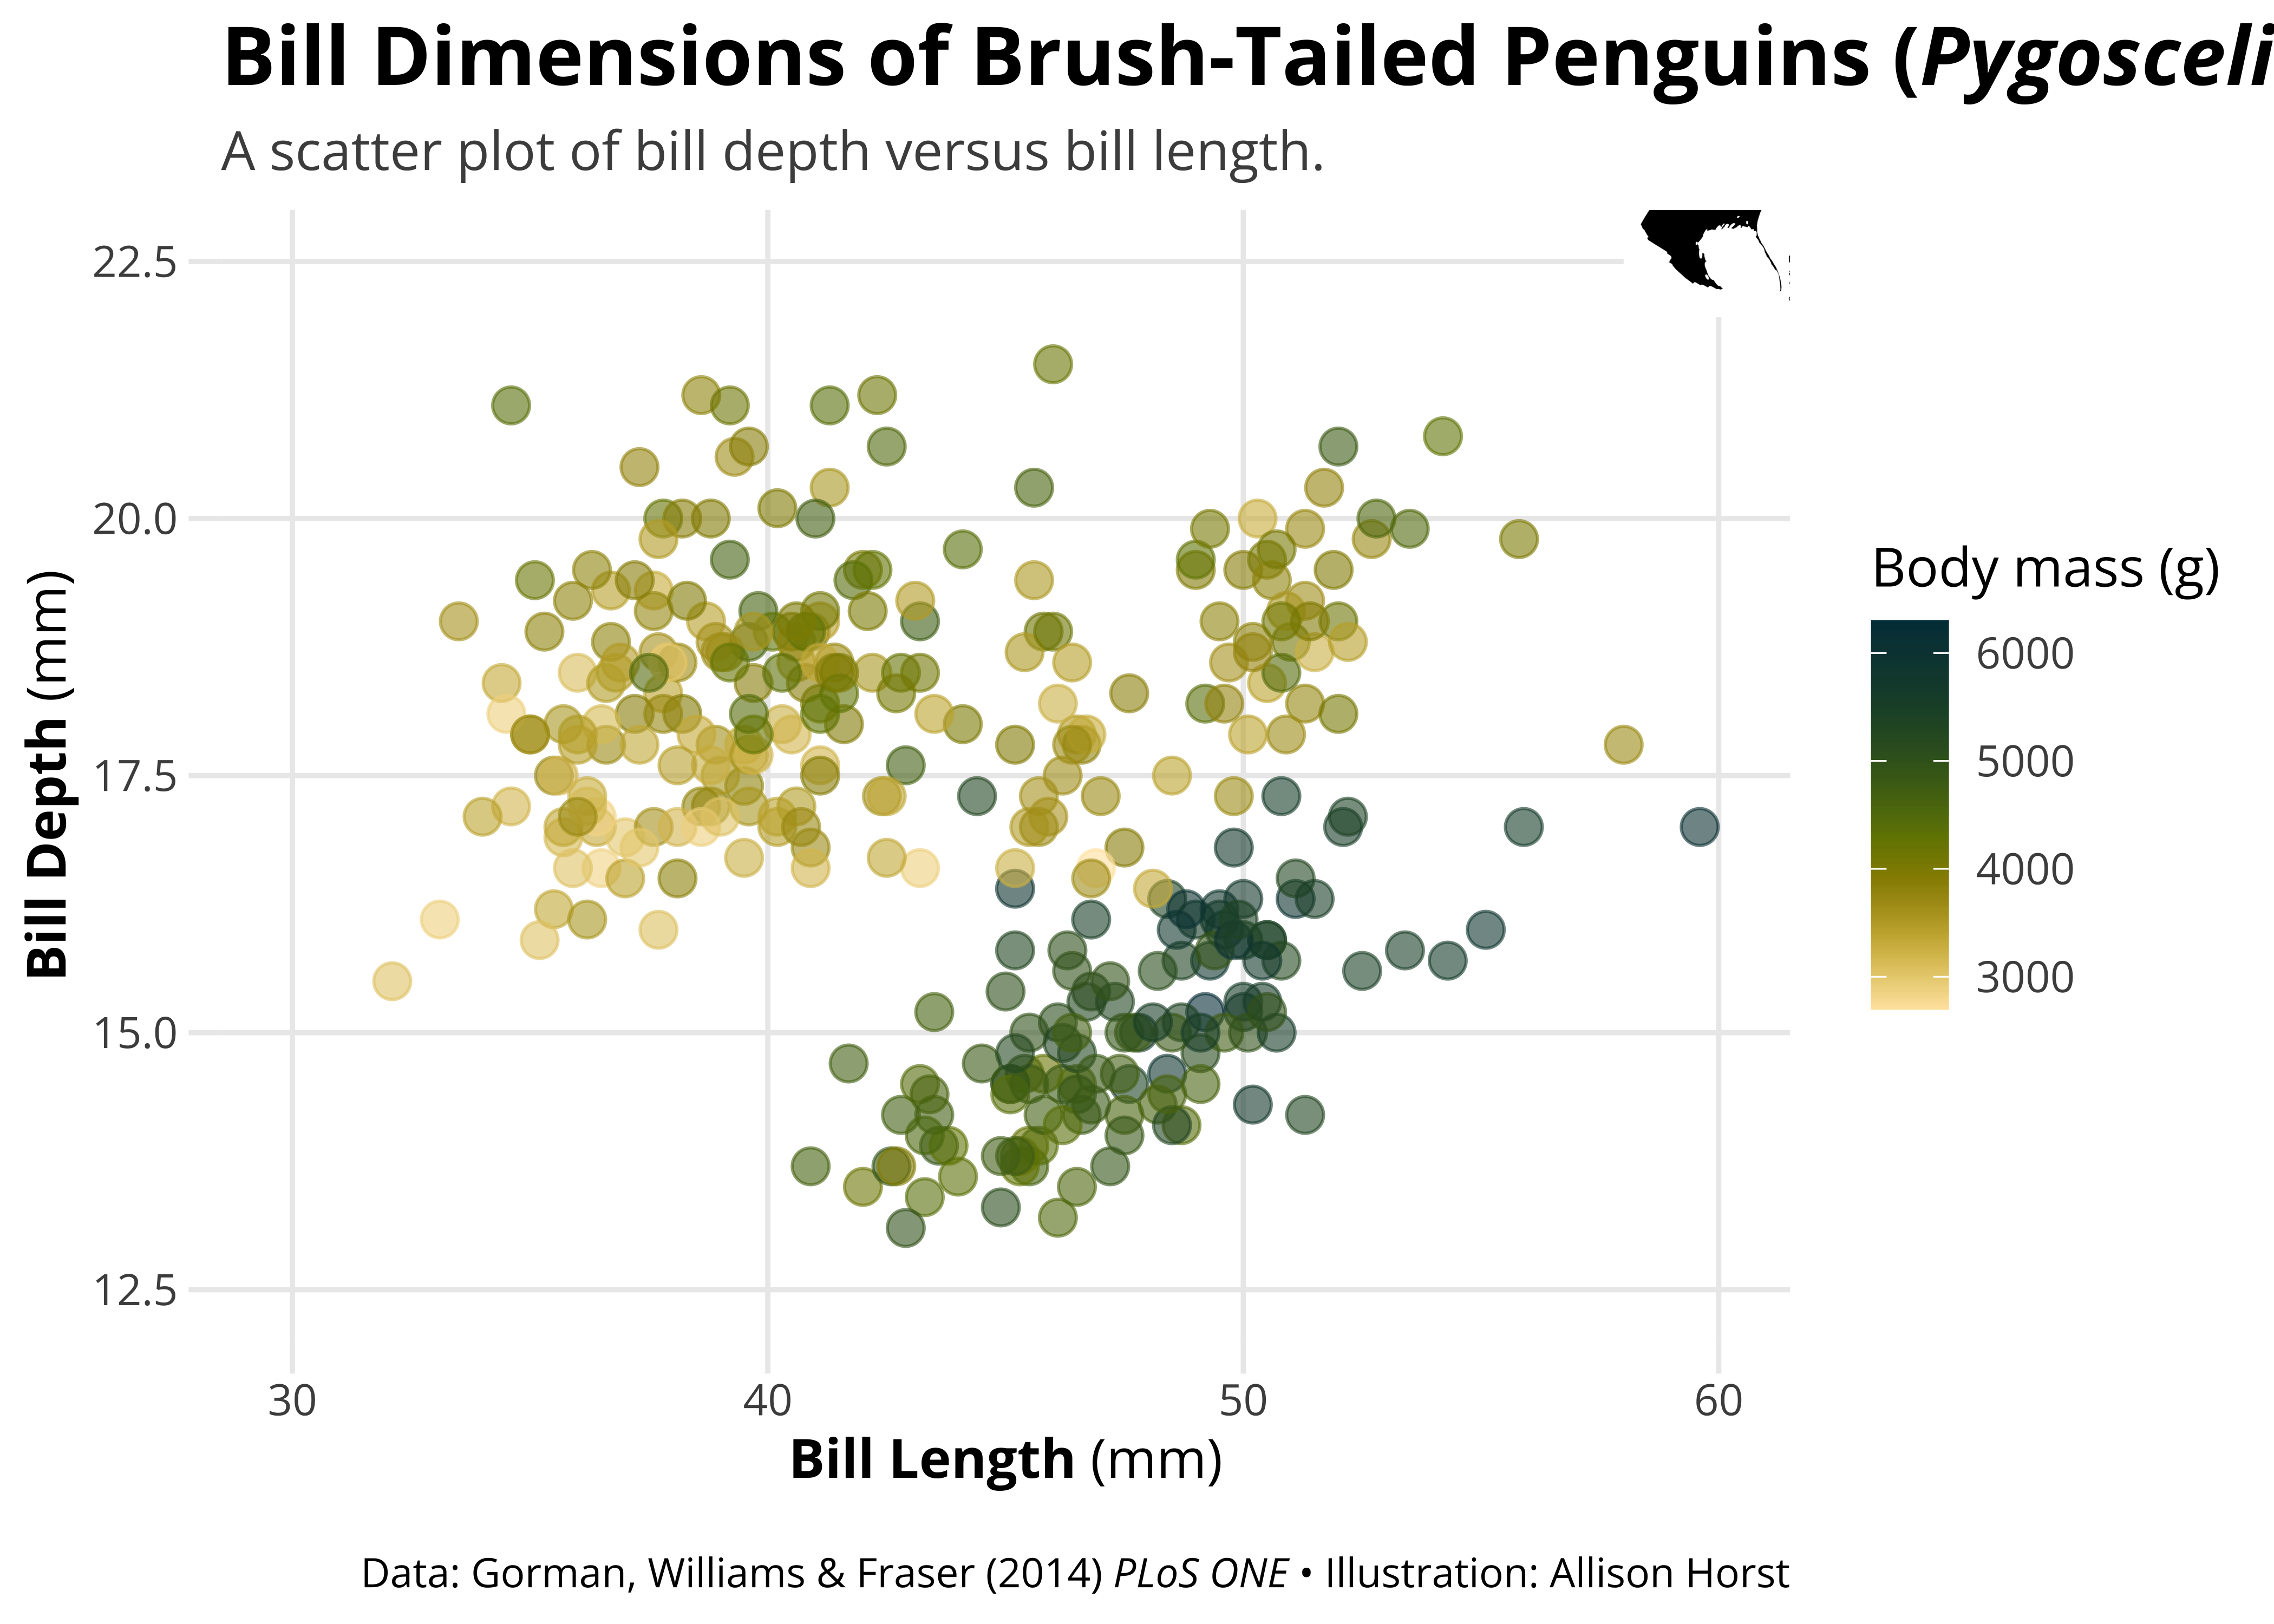 Bill Dimensions of Brush-Tailed Penguins (Pygosceli
A scatter plot of bill depth versus bill length.
22.5
20.0
17.5
15.0
12.5
Bill Depth (mm)
30 40 50 60
Bill Length (mm)
Body mass (g)
6000
5000
4000
3000
Data: Gorman, Williams & Fraser (2014) PLoS ONE • Illustration: Allison Horst